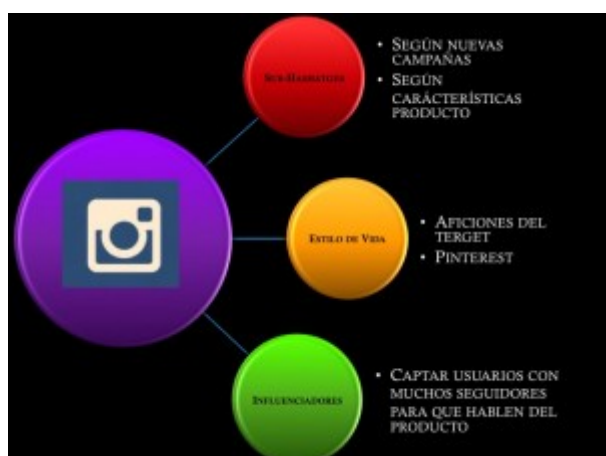 SUB-HASHATGTS
• SEGÚN NUEVAS
CAMPAÑAS
• SEGÚN
CARÁCTERÍSTICAS
PRODUCTO
ESTILO DE VIDA
• AFICIONES DEL
TERGET
• PINTEREST
INFLUENCIADORES
• CAPTAR USUARIOS CON
MUCHOS SEGUIDORES
PARA QUE HABLEN DEL
PRODUCTO